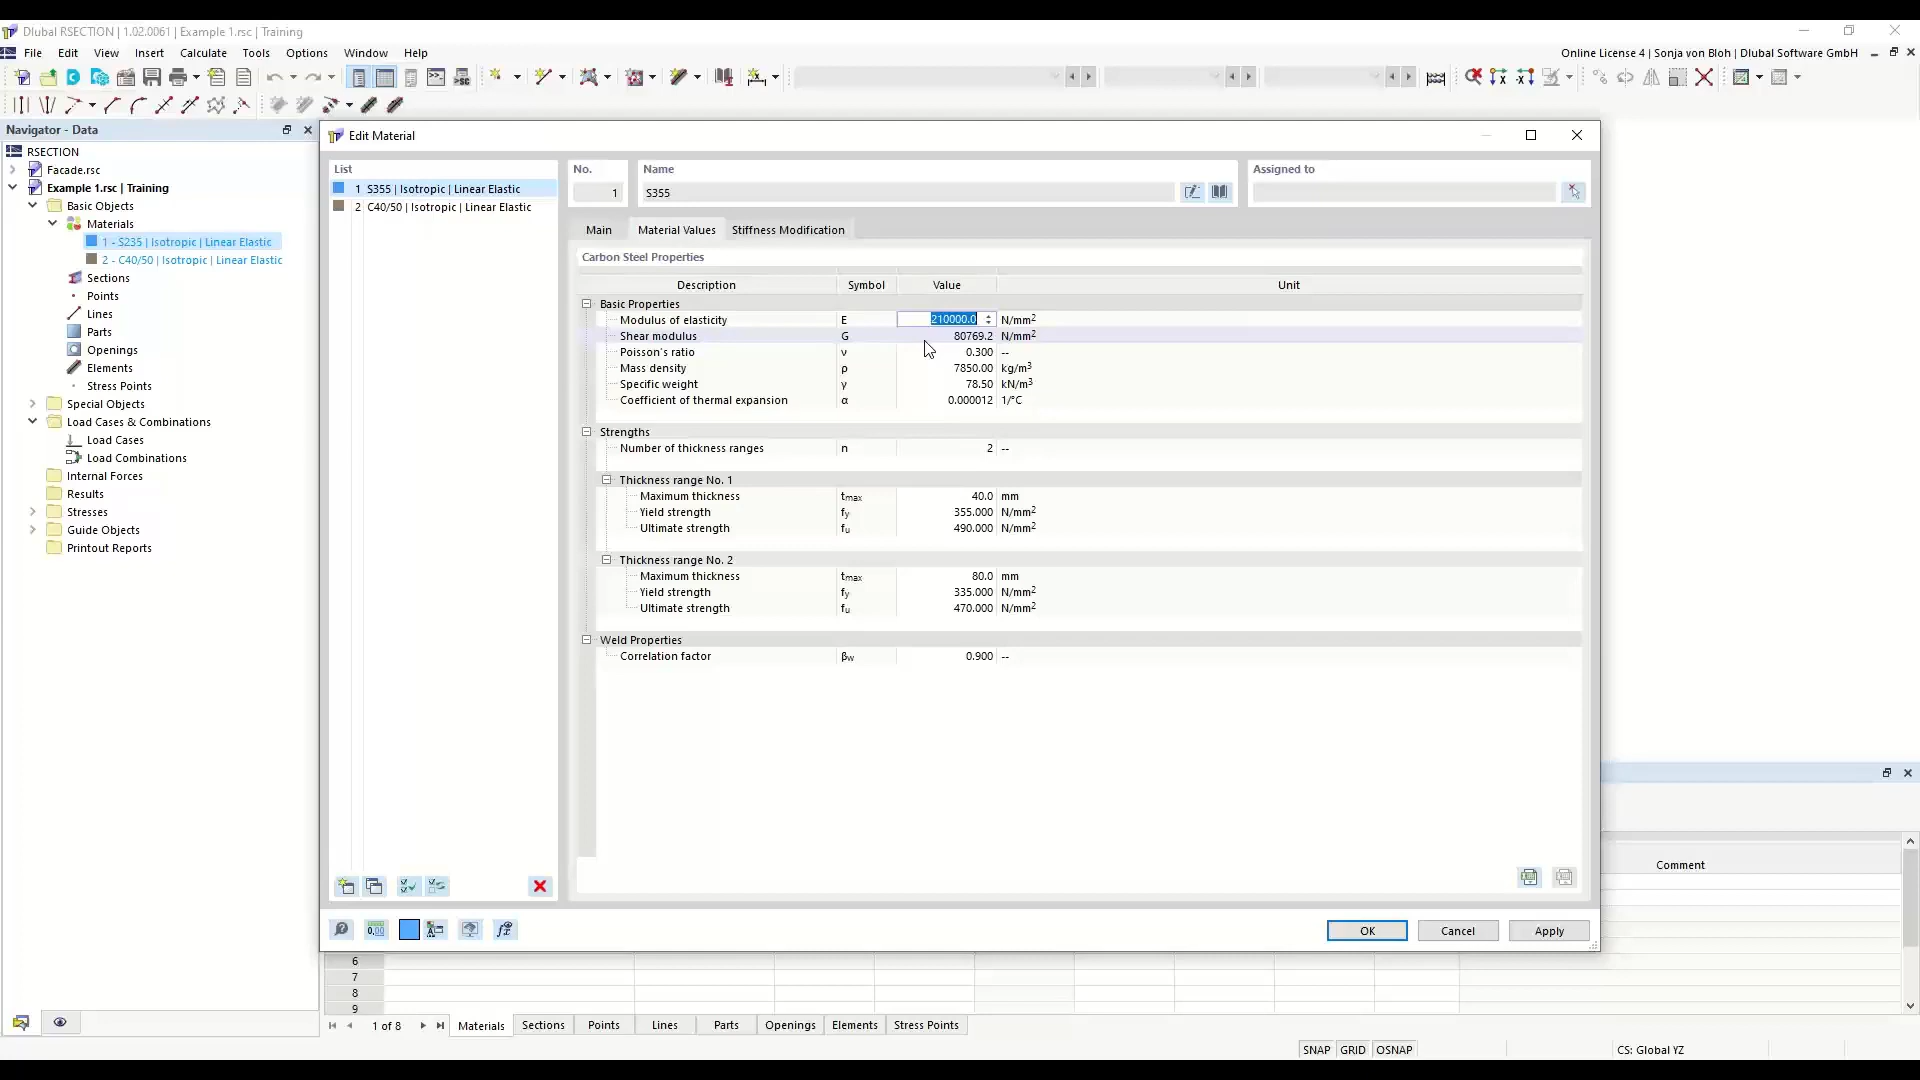 Dlubal RSECTION | 1.02.0061 | Example 1.rsc | Training
File Edit View Insert Calculate Tools Options Window Help
Online License 4 | Sonja von Bloh | Dlubal Software GmbH
Navigator - Data
RSECTION
Facade.rsc
Example 1.rsc | Training
Basic Objects
Materials
1 - S235 | Isotropic | Linear Elastic
2 - C40/50 | Isotropic | Linear Elastic
Sections
Points
Lines
Parts
Openings
Elements
Stress Points
Special Objects
Load Cases & Combinations
Load Cases
Load Combinations
Internal Forces
Results
Stresses
Guide Objects
Printout Reports
Edit Material
List
1 S355 | Isotropic | Linear Elastic
2 C40/50 | Isotropic | Linear Elastic
No.
1
Name
S355
Assigned to
Main Material Values Stiffness Modification
Carbon Steel Properties
Description Symbol Value Unit
Basic Properties
Modulus of elasticity E 210000.0 N/mm2
Shear modulus G 80769.2 N/mm2
Poisson's ratio ν 0.300 --
Mass density ρ 7850.00 kg/m3
Specific weight γ 78.50 kN/m3
Coefficient of thermal expansion α 0.000012 1/°C
Strengths
Number of thickness ranges n 2 --
Thickness range No. 1
Maximum thickness tmax 40.0 mm
Yield strength fy 355.000 N/mm2
Ultimate strength fu 490.000 N/mm2
Thickness range No. 2
Maximum thickness tmax 80.0 mm
Yield strength fy 335.000 N/mm2
Ultimate strength fu 470.000 N/mm2
Weld Properties
Correlation factor βw 0.900 --
OK Cancel Apply
Comment
6
7
8
9
1 of 8 Materials Sections Points Lines Parts Openings Elements Stress Points
SNAP GRID OSNAP CS: Global YZ